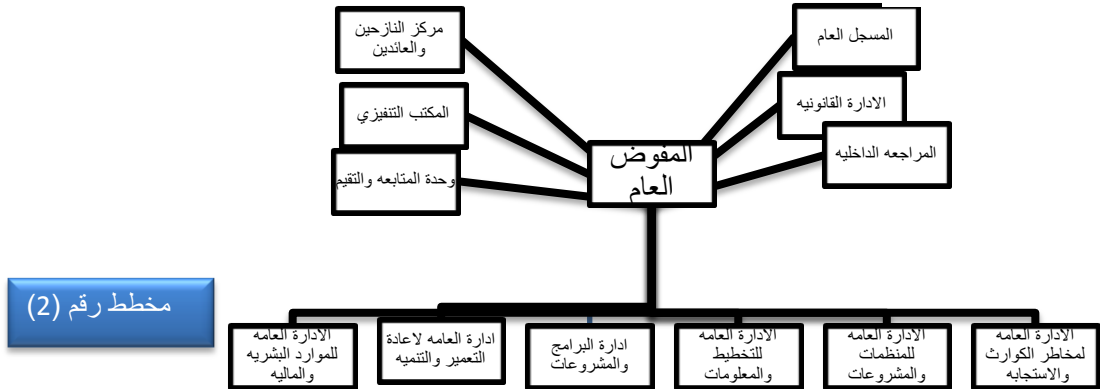 المسجل العام
مركز النازحين
والعائدين
الادارة القانونيه
المكتب التنفيزي
المراجعه الداخليه
المفوض
العام
وحدة المتابعه والتقيم
مخطط رقم (2)
الادارة العامه
لمخاطر الكوارث
والاستجابه
الادارة العامه
للمنظمات
والمشروعات
الادارة العامه
للتخطيط
والمعلومات
ادارة البرامج
والمشروعات
ادارة العامه لاعادة
التعمير والتنميه
الادارة العامه
للموارد البشريه
والماليه